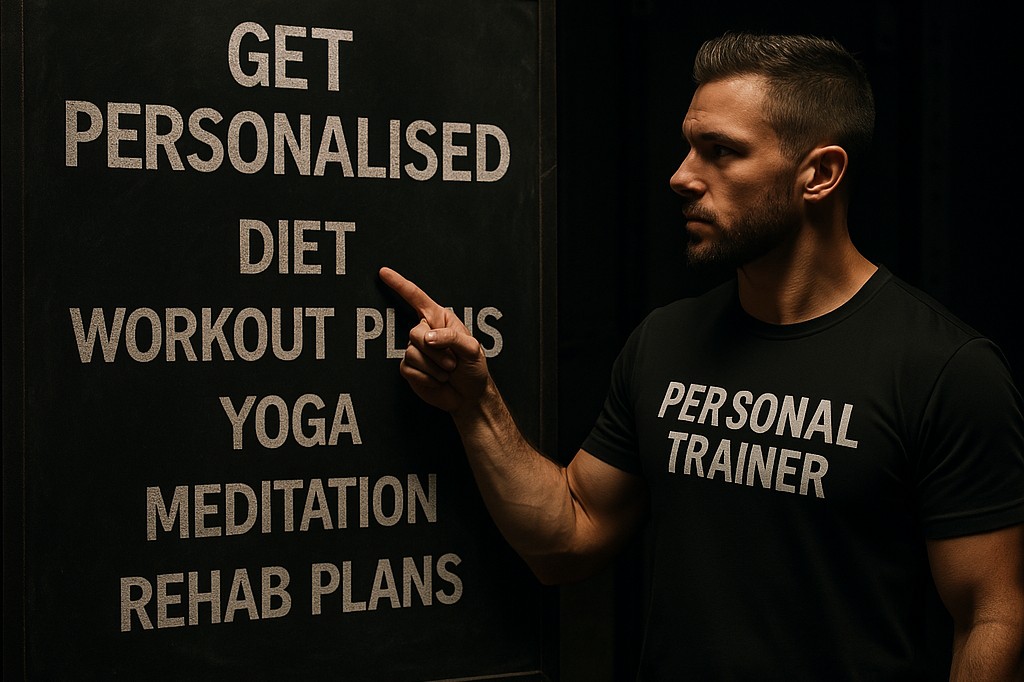 GET
PERSONALISED
DIET
WORKOUT PLANS
YOGA
MEDITATION
REHAB PLANS
PERSONAL
TRAINER